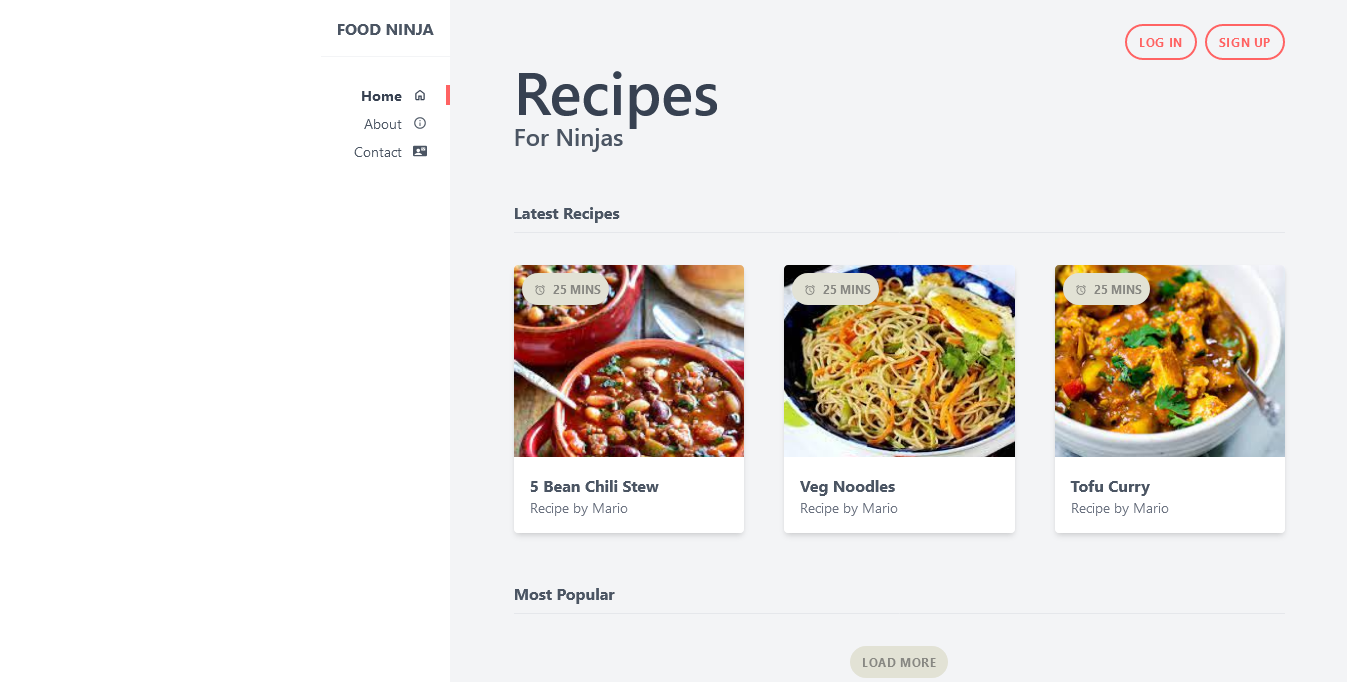 FOOD NINJA
Home
About
Contact
LOG IN
SIGN UP
Recipes
For Ninjas
Latest Recipes
25 MINS
25 MINS
25 MINS
5 Bean Chili Stew
Recipe by Mario
Veg Noodles
Recipe by Mario
Tofu Curry
Recipe by Mario
Most Popular
LOAD MORE